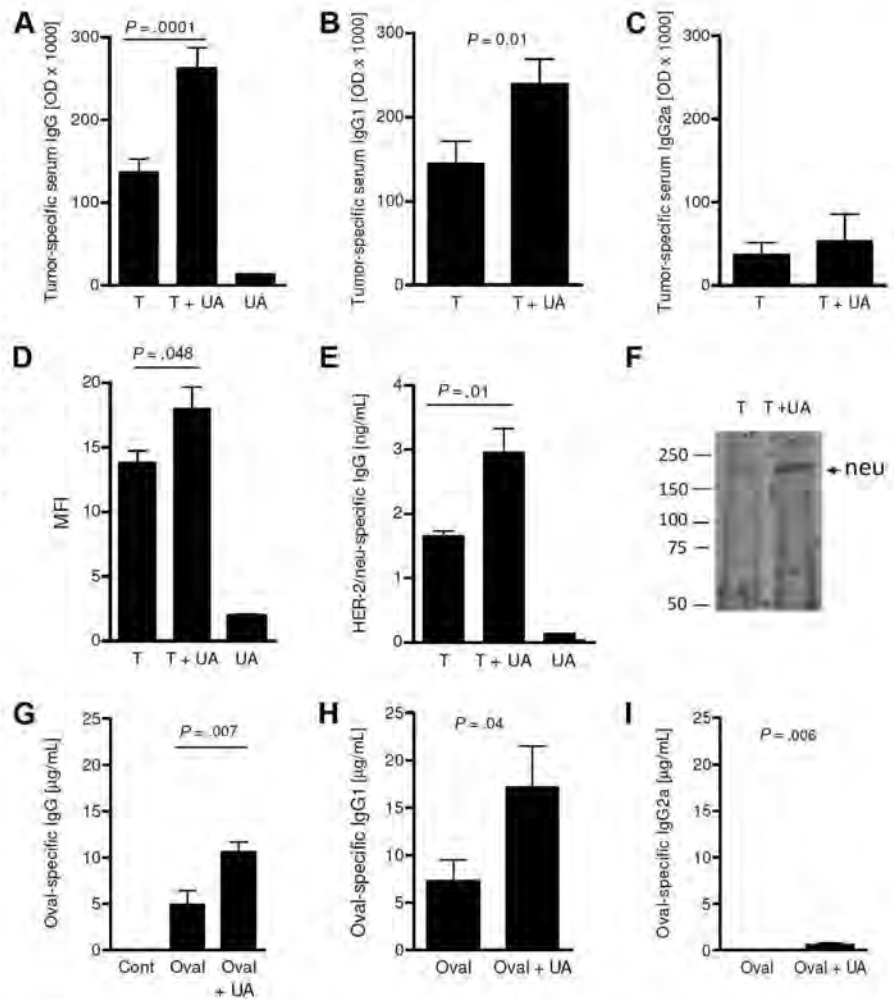 A
Tumor-specific serum IgG [OD x 1000]
P = .0001
300
200
100
0
T
T + UA
UA
B
Tumor-specific serum IgG1 [OD x 1000]
P = 0.01
300
200
100
0
T
T + UA
C
Tumor-specific serum IgG2a [OD x 1000]
300
200
100
0
T
T + UA
D
MFI
P = .048
20
15
10
5
0
T
T + UA
UA
E
HER-2/neu-specific IgG [ng/mL]
P = .01
4
3
2
1
0
T
T + UA
UA
F
T T +UA
250
150
100
75
50
neu
G
Oval-specific IgG [µg/mL]
P = .007
25
20
15
10
5
0
Cont
Oval
Oval
+ UA
H
Oval-specific IgG1 [µg/mL]
P = .04
25
20
15
10
5
0
Oval
Oval + UA
I
Oval-specific IgG2a [µg/mL]
P = .006
25
20
15
10
5
0
Oval
Oval + UA